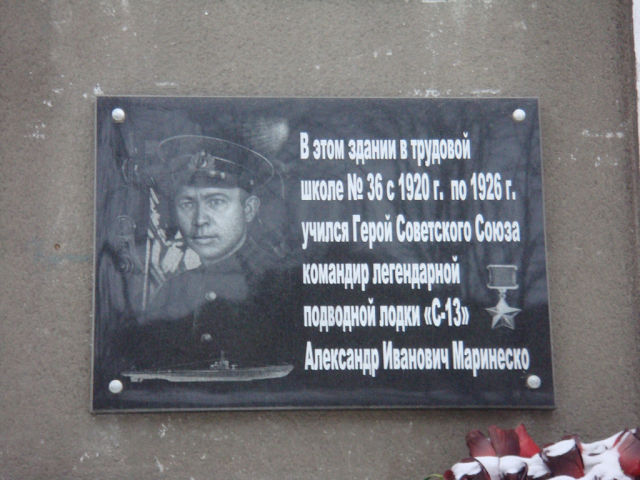 В этом здании в трудовой
школе № 36 с 1920 г. по 1926 г.
учился Герой Советского Союза
командир легендарной
подводной лодки «С-13»
Александр Иванович Маринеско